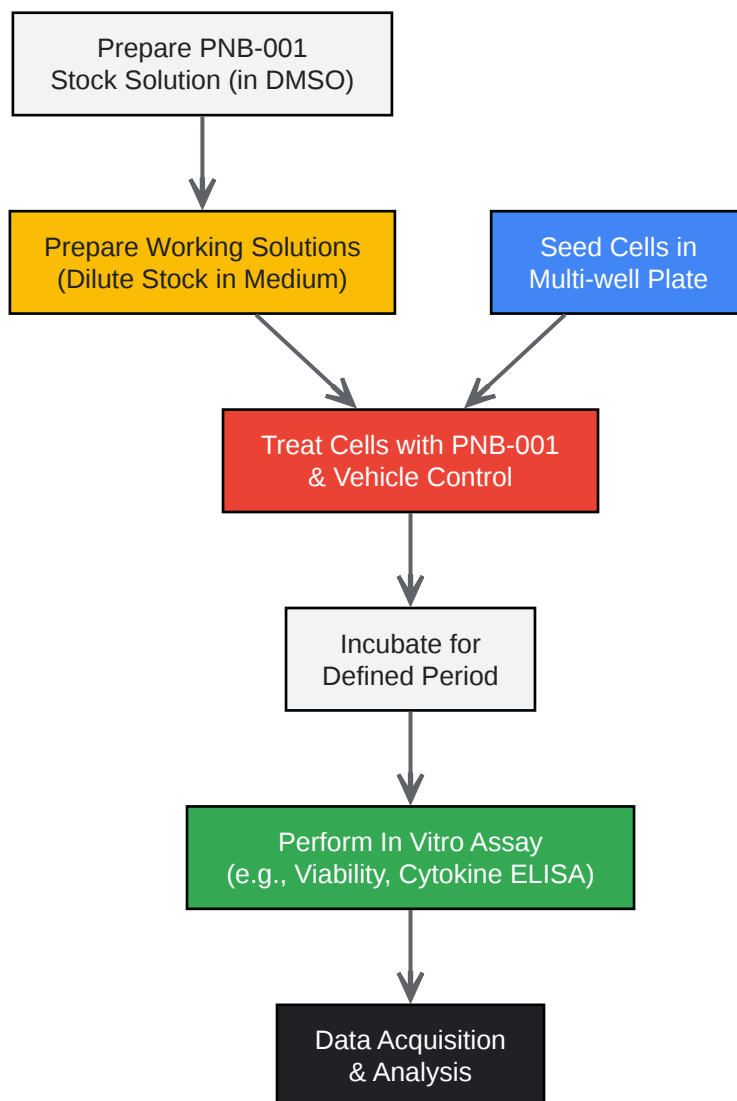 Prepare PNB-001
Stock Solution (in DMSO)
Prepare Working Solutions
(Dilute Stock in Medium)
Seed Cells in
Multi-well Plate
Treat Cells with PNB-001
& Vehicle Control
Incubate for
Defined Period
Perform In Vitro Assay
(e.g., Viability, Cytokine ELISA)
Data Acquisition
& Analysis